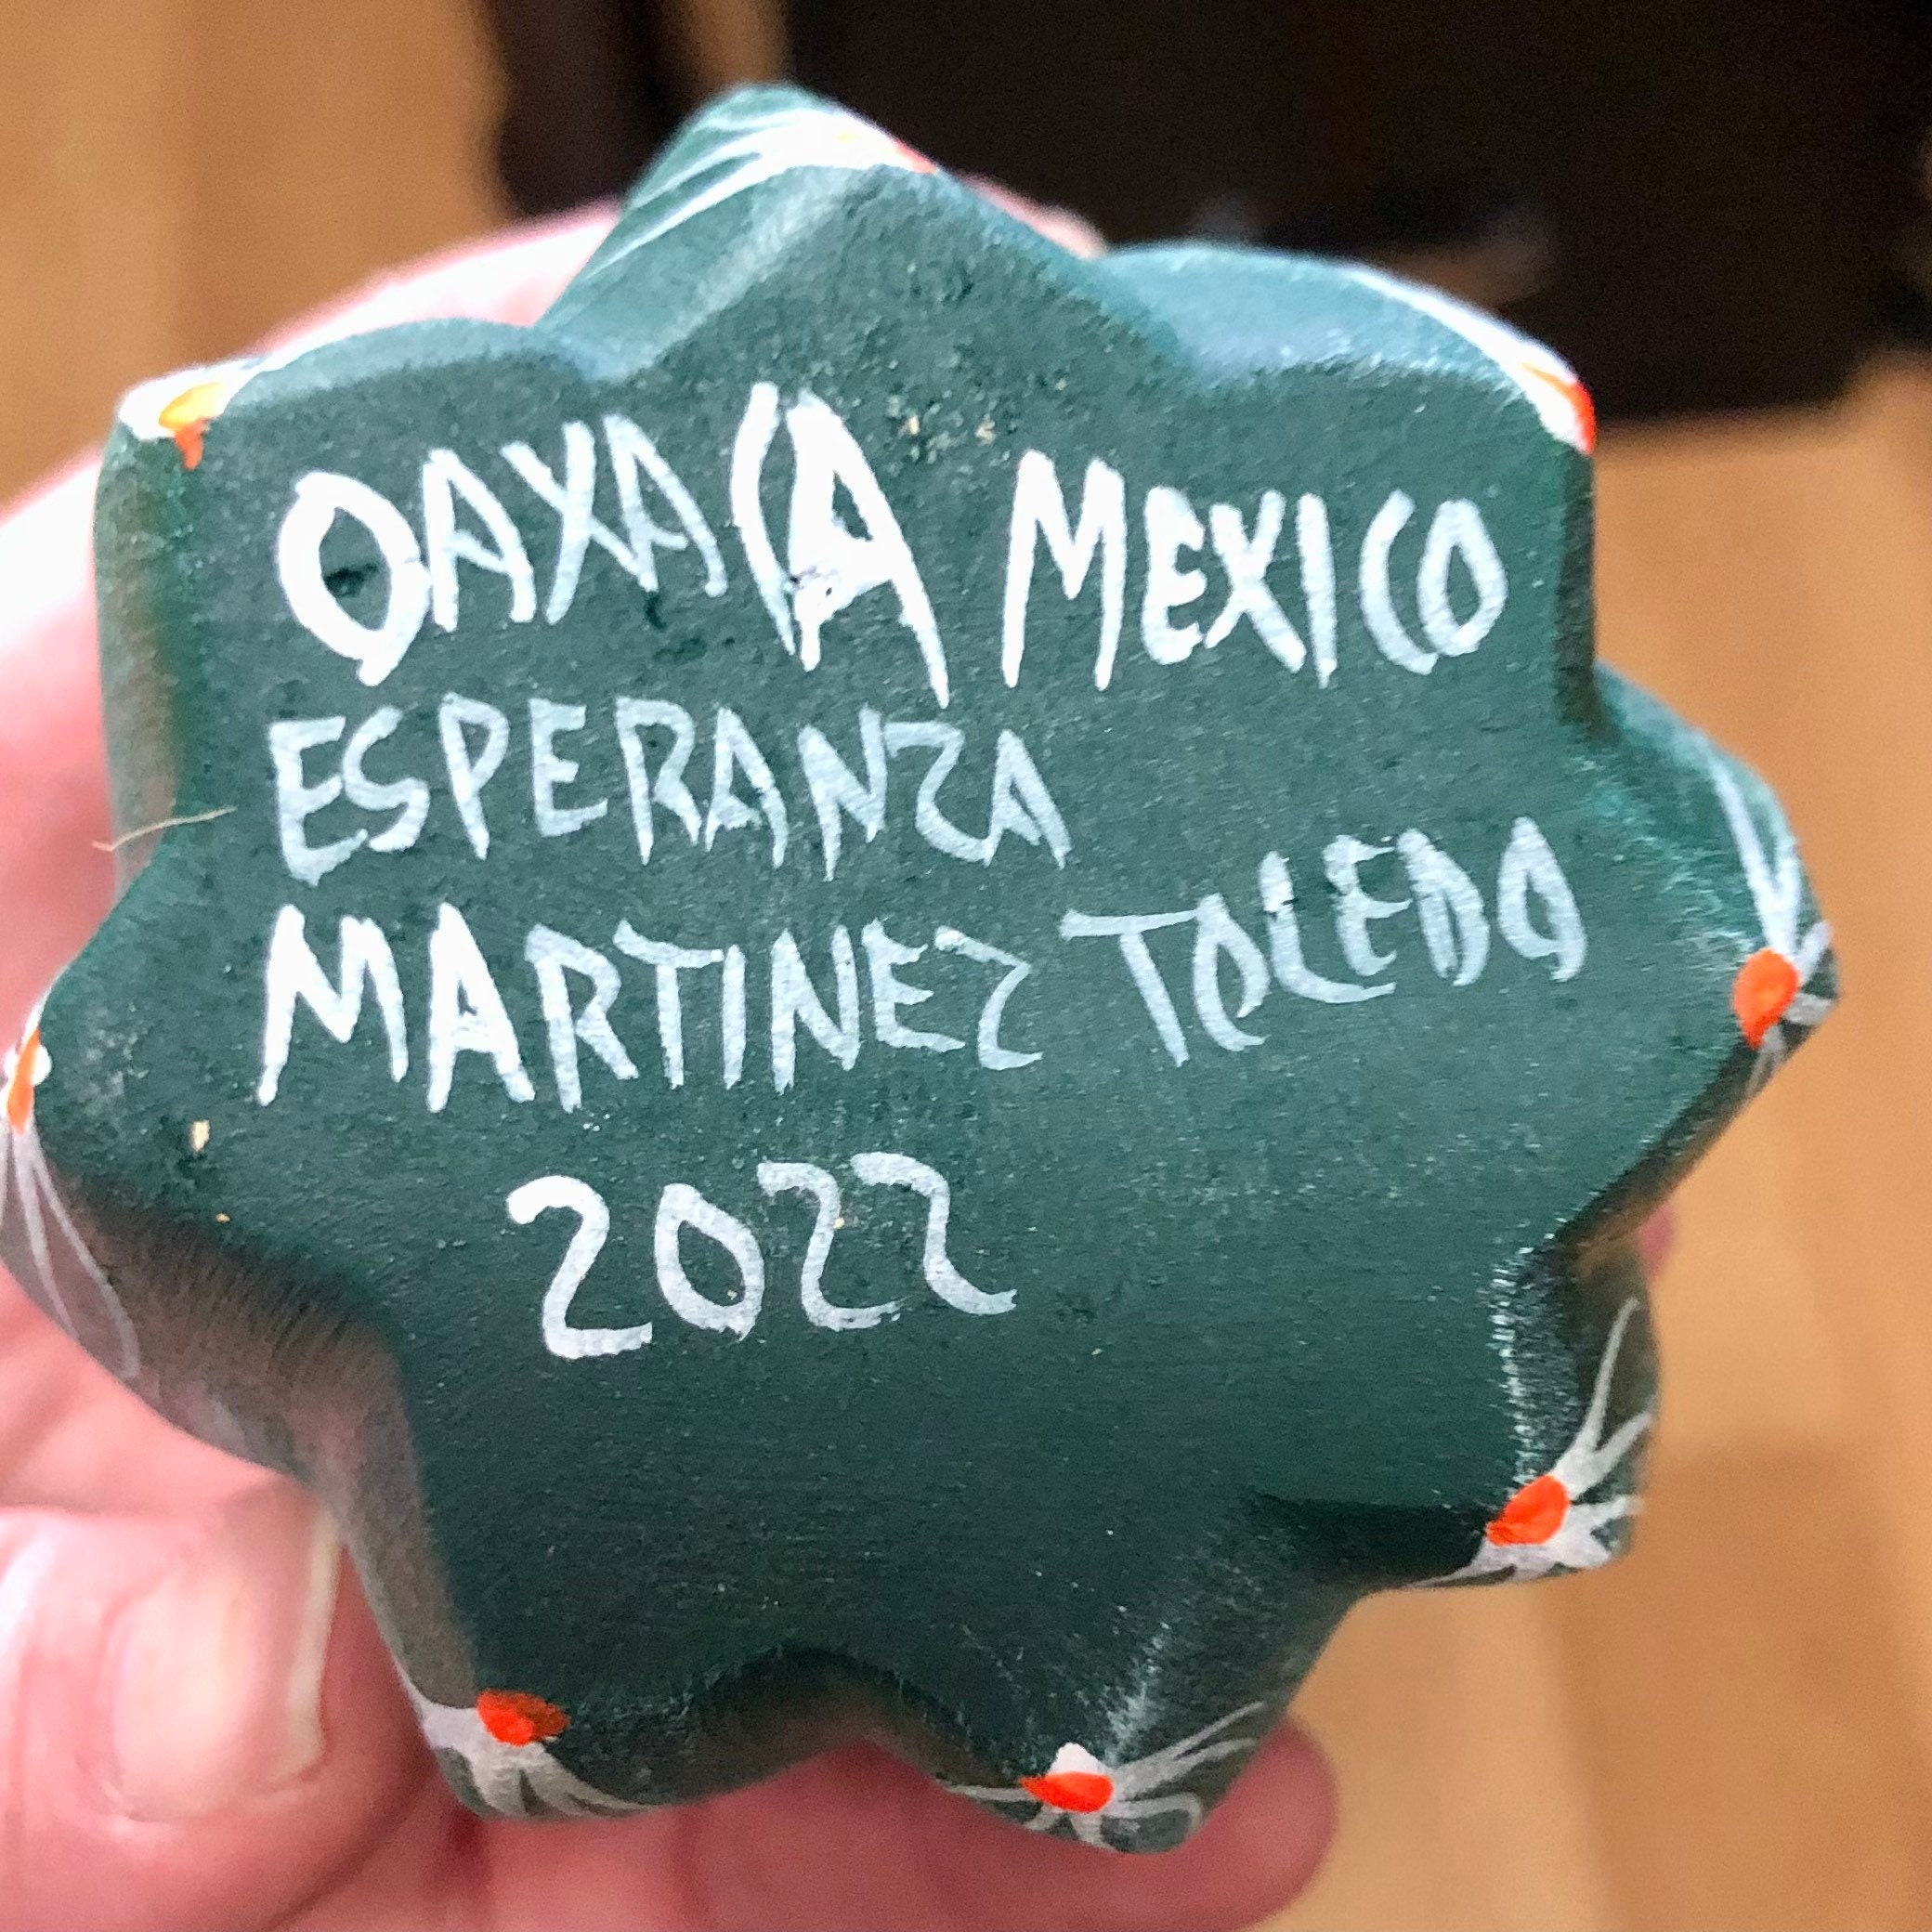 OAXACA MEXICO
ESPERANZA
MARTINEZ TOLEDO
2022